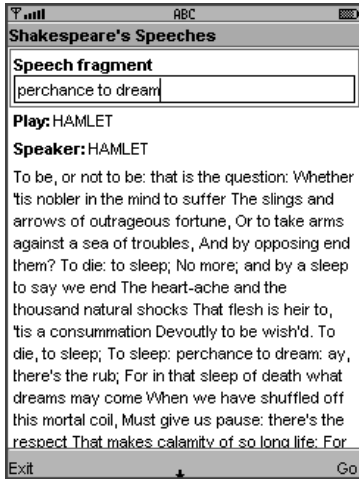 ABC
Shakespeare's Speeches
Speech fragment
perchance to dream
Play: HAMLET
Speaker: HAMLET
To be, or not to be: that is the question: Whether
'tis nobler in the mind to suffer The slings and
arrows of outrageous fortune, Or to take arms
against a sea of troubles, And by opposing end
them? To die: to sleep; No more; and by a sleep
to say we end The heart-ache and the
thousand natural shocks That flesh is heir to,
'tis a consummation Devoutly to be wish'd. To
die, to sleep; To sleep: perchance to dream: ay,
there's the rub; For in that sleep of death what
dreams may come When we have shuffled off
this mortal coil, Must give us pause: there's the
respect That makes calamity of so long life; For
Exit Go